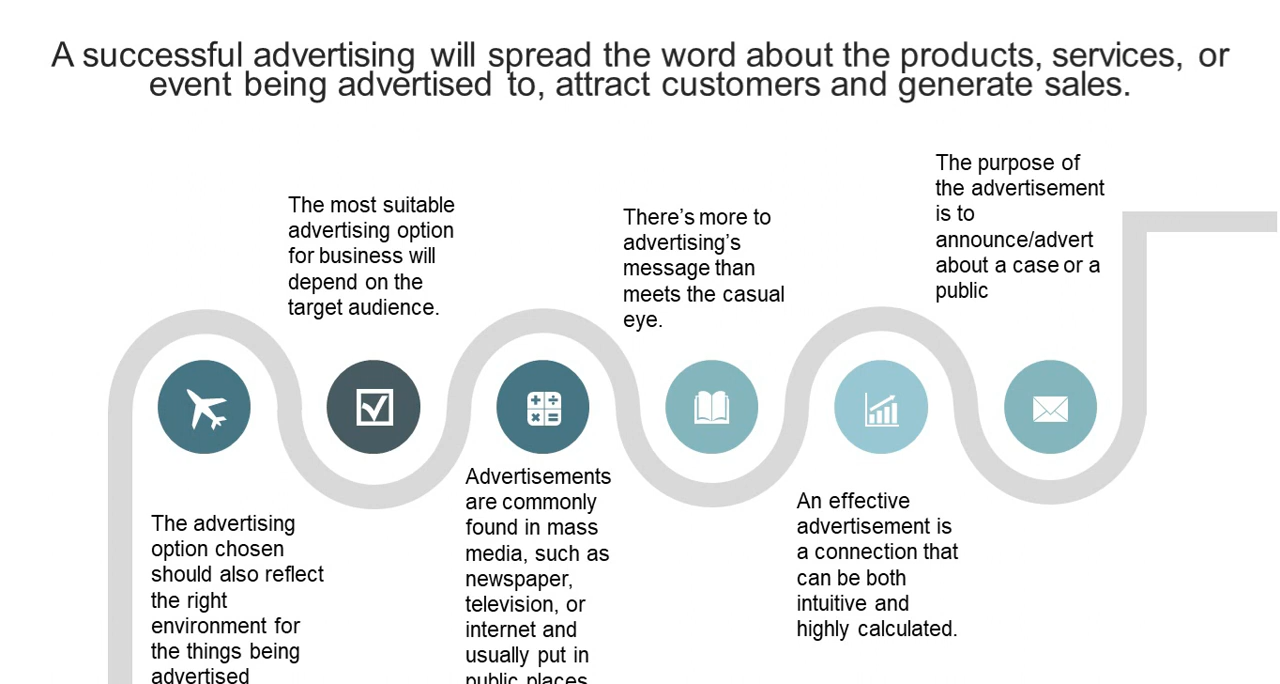 A successful advertising will spread the word about the products, services, or
event being advertised to, attract customers and generate sales.
The advertising
option chosen
should also reflect
the right
environment for
the things being
advertised
The most suitable
advertising option
for business will
depend on the
target audience.
Advertisements
are commonly
found in mass
media, such as
newspaper,
television, or
internet and
usually put in
public places
There's more to
advertising's
message than
meets the casual
eye.
An effective
advertisement is
a connection that
can be both
intuitive and
highly calculated.
The purpose of
the advertisement
is to
announce/advert
about a case or a
public